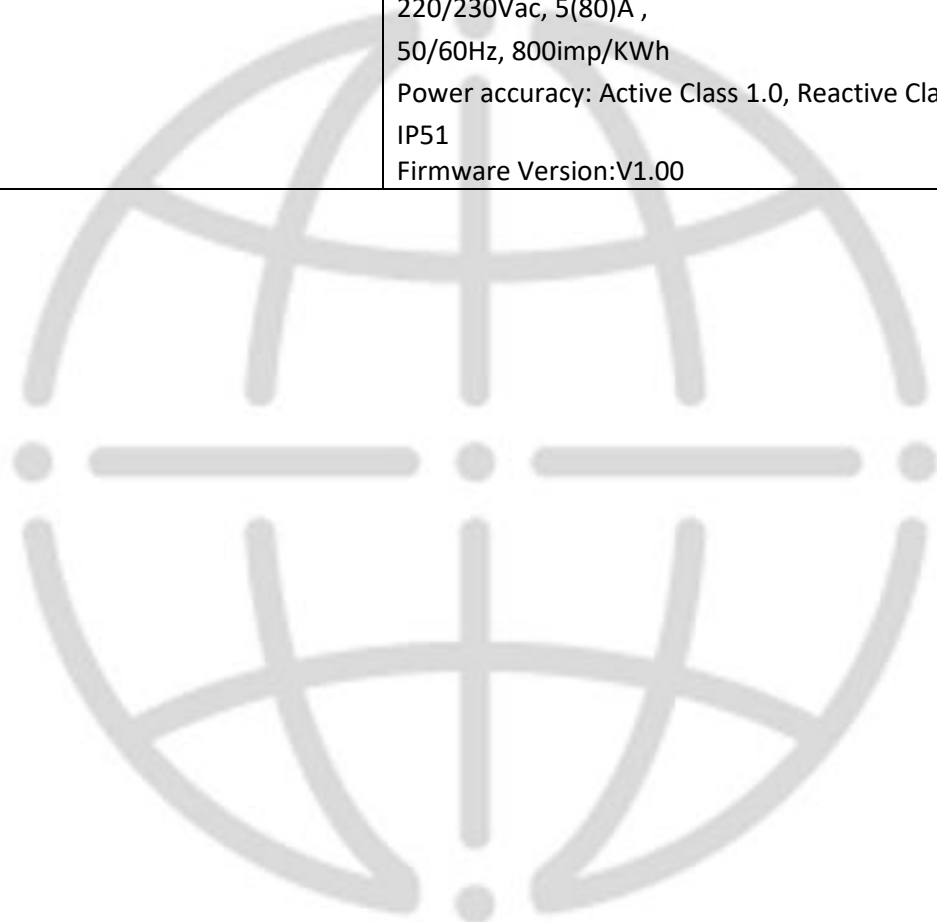 220/230Vac, 5(80)A ,
50/60Hz, 800imp/KWh
Power accuracy: Active Class 1.0, Reactive
IP51
Firmware Version:V1.00